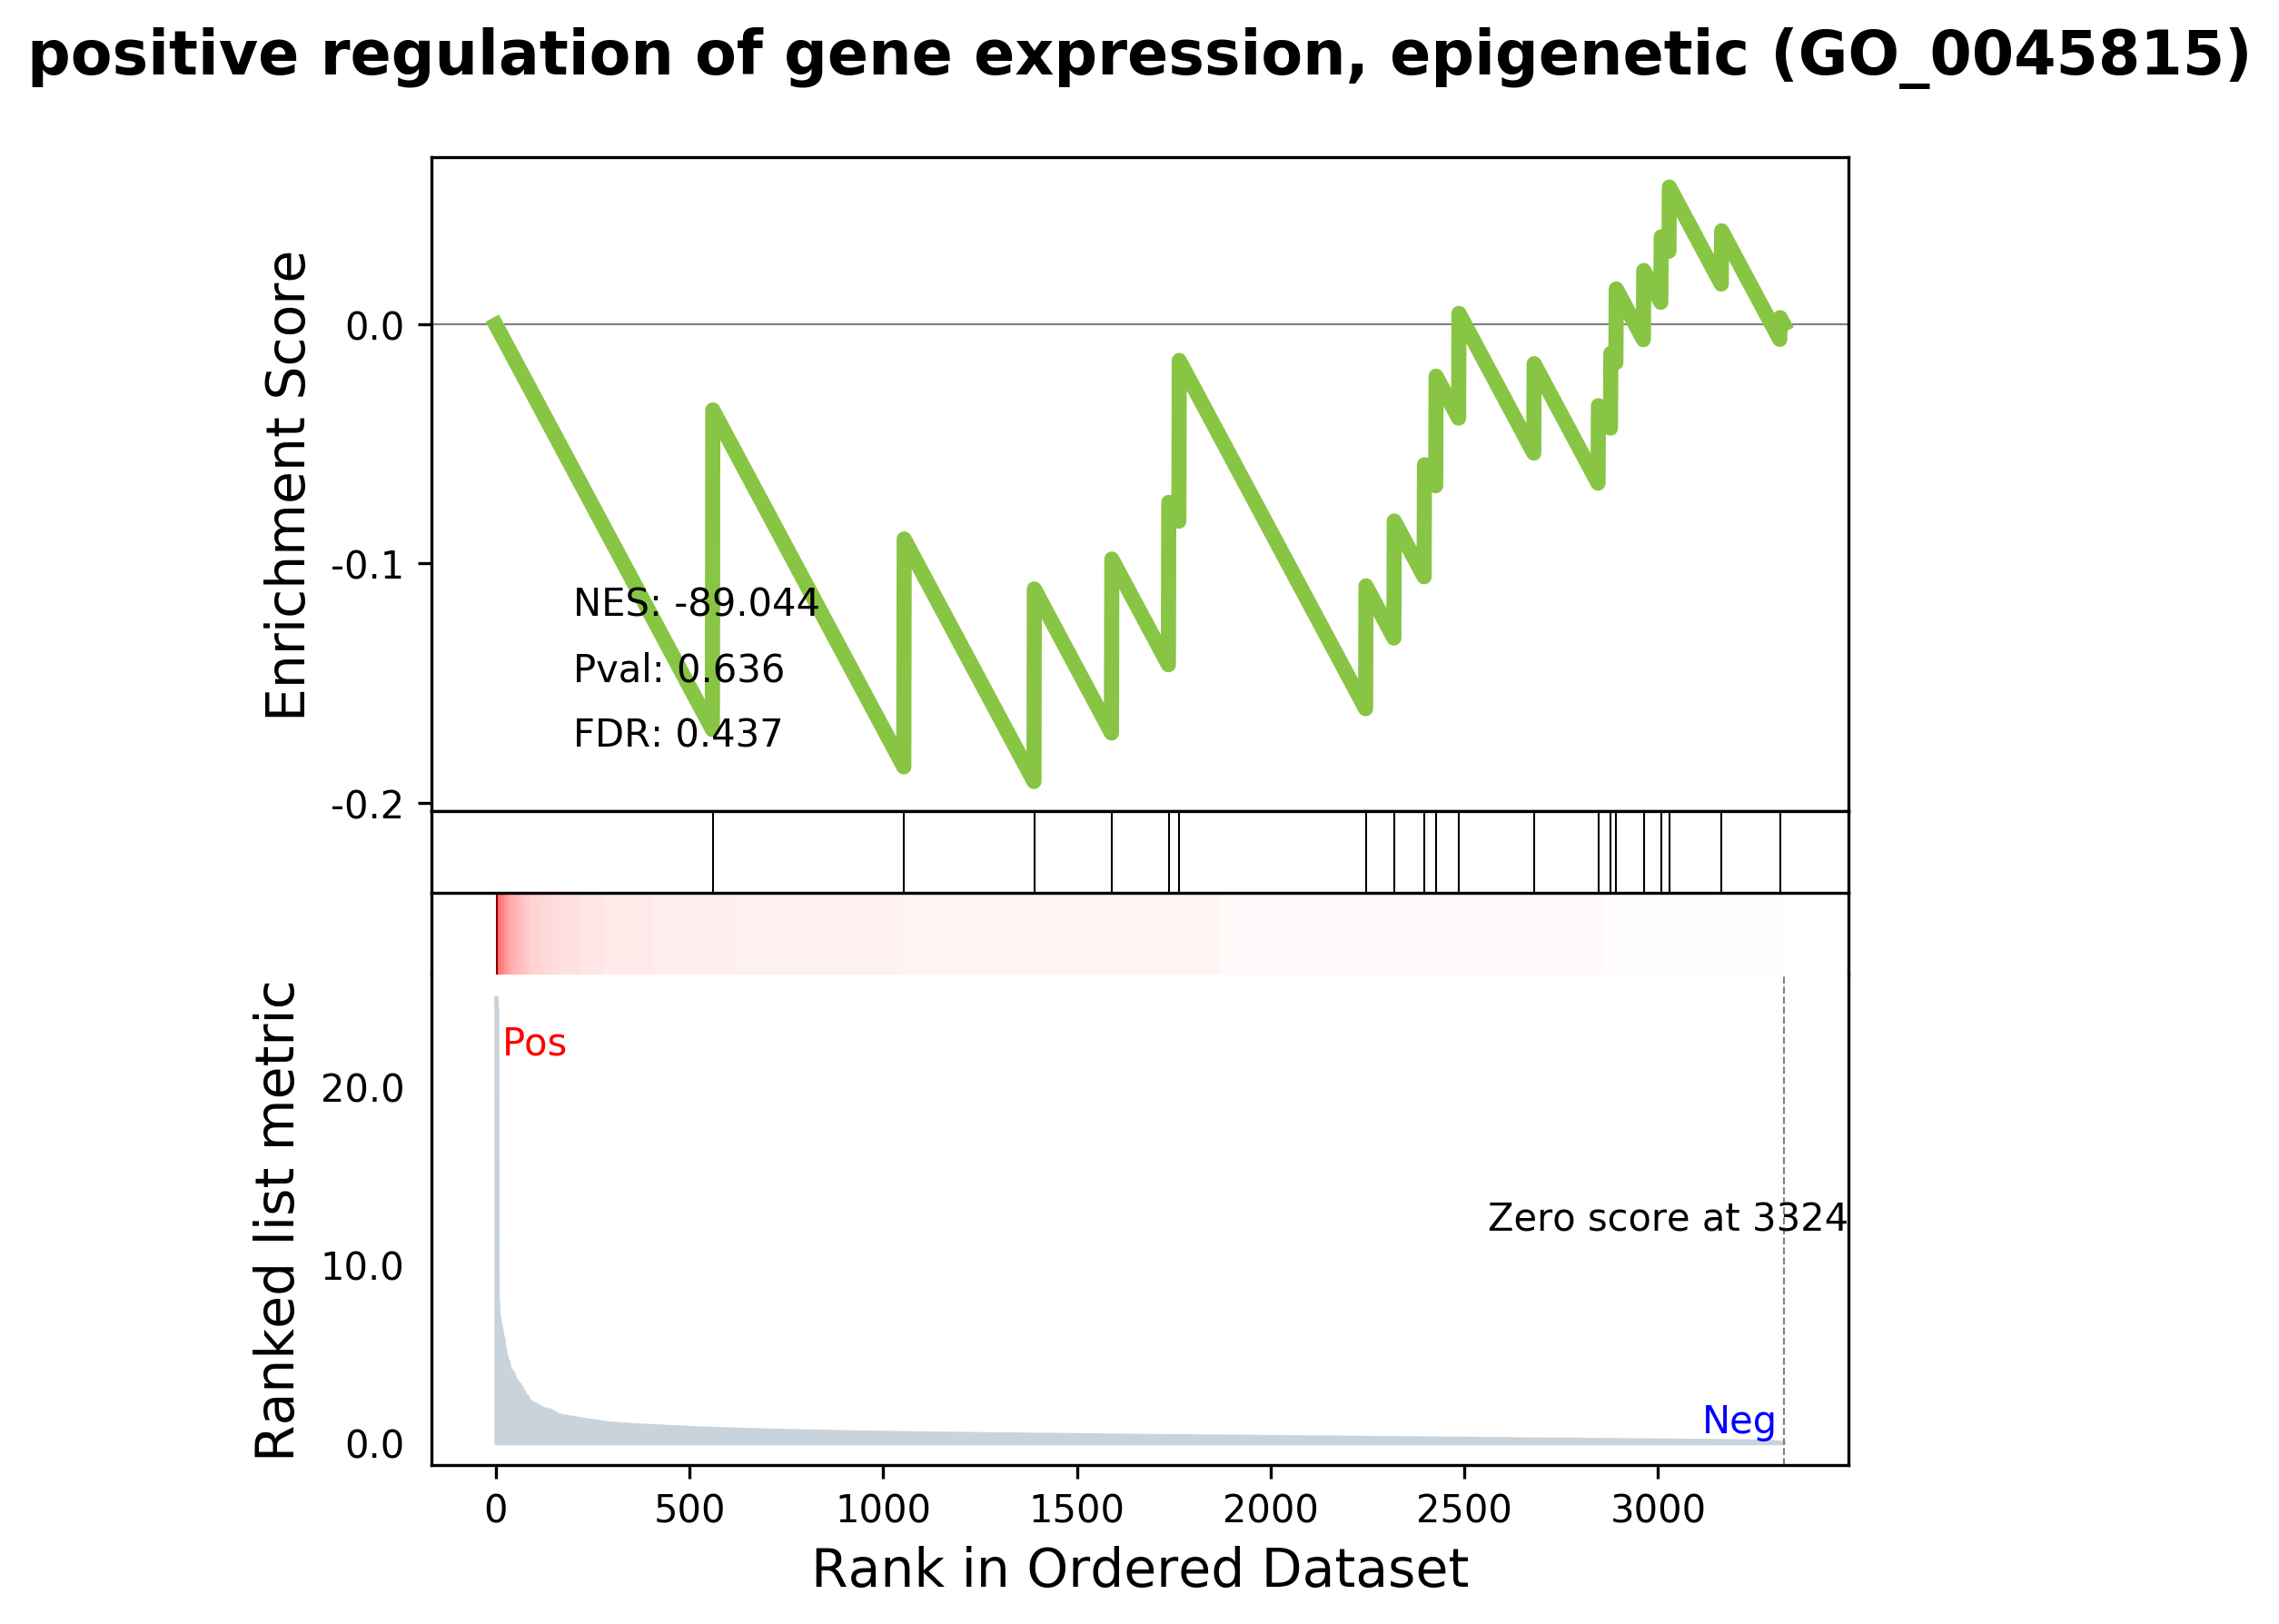 positive regulation of gene expression, epigenetic (GO_0045815)
Enrichment Score
0.0
-0.1
-0.2
NES: -89.044
Pval: 0.636
FDR: 0.437
Ranked list metric
20.0
10.0
0.0
Pos
Zero score at 3324
Neg
0 500 1000 1500 2000 2500 3000
Rank in Ordered Dataset